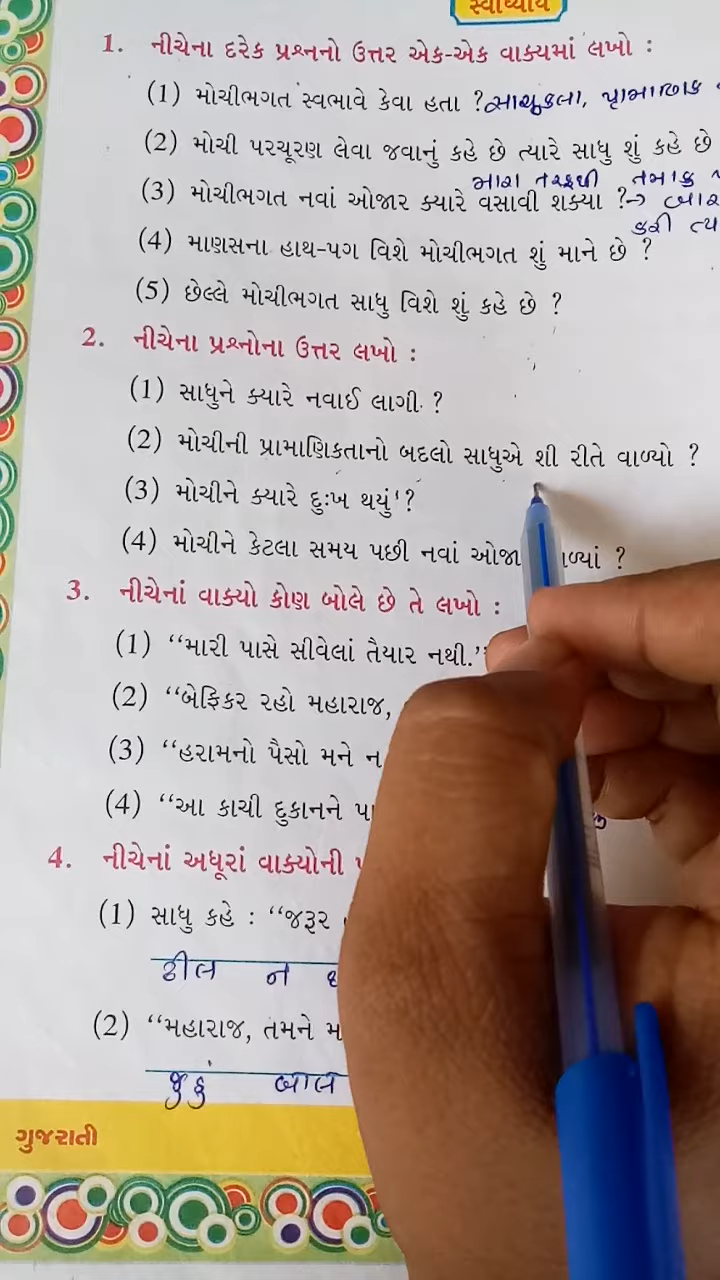 સ્વાધ્યાય
1. નીચેના દરેક પ્રશ્નનો ઉત્તર એક-એક વાક્યમાં લખો :
(1) મોચીભગત સ્વભાવે કેવા હતા ?
(2) મોચી પરચૂરણ લેવા જવાનું કહે છે ત્યારે સાધુ શું કહે છે
મારા તરફથી તમાકુ
(3) મોચીભગત નવાં ઓજાર ક્યારે વસાવી શક્યા ?→
કરી ત્ય
(4) માણસના હાથ-પગ વિશે મોચીભગત શું માને છે ?
(5) છેલ્લે મોચીભગત સાધુ વિશે શું કહે છે ?
2. નીચેના પ્રશ્નોના ઉત્તર લખો :
(1) સાધુને ક્યારે નવાઈ લાગી ?
(2) મોચીની પ્રામાણિકતાનો બદલો સાધુએ શી રીતે વાળ્યો ?
(3) મોચીને ક્યારે દુઃખ થયું ?
(4) મોચીને કેટલા સમય પછી નવાં ઓજા ળ્યાં ?
3. નીચેનાં વાક્યો કોણ બોલે છે તે લખો :
(1) “મારી પાસે સીવેલાં તૈયાર નથી.”
(2) “બેફિકર રહો મહારાજ,
(3) “હરામનો પૈસો મને ન
(4) “આ કાચી દુકાનને પા
4. નીચેનાં અધૂરાં વાક્યોની
(1) સાધુ કહે : “જરૂર
ઢીલ ન
(2) “મહારાજ, તમને મ
ગુજરાતી